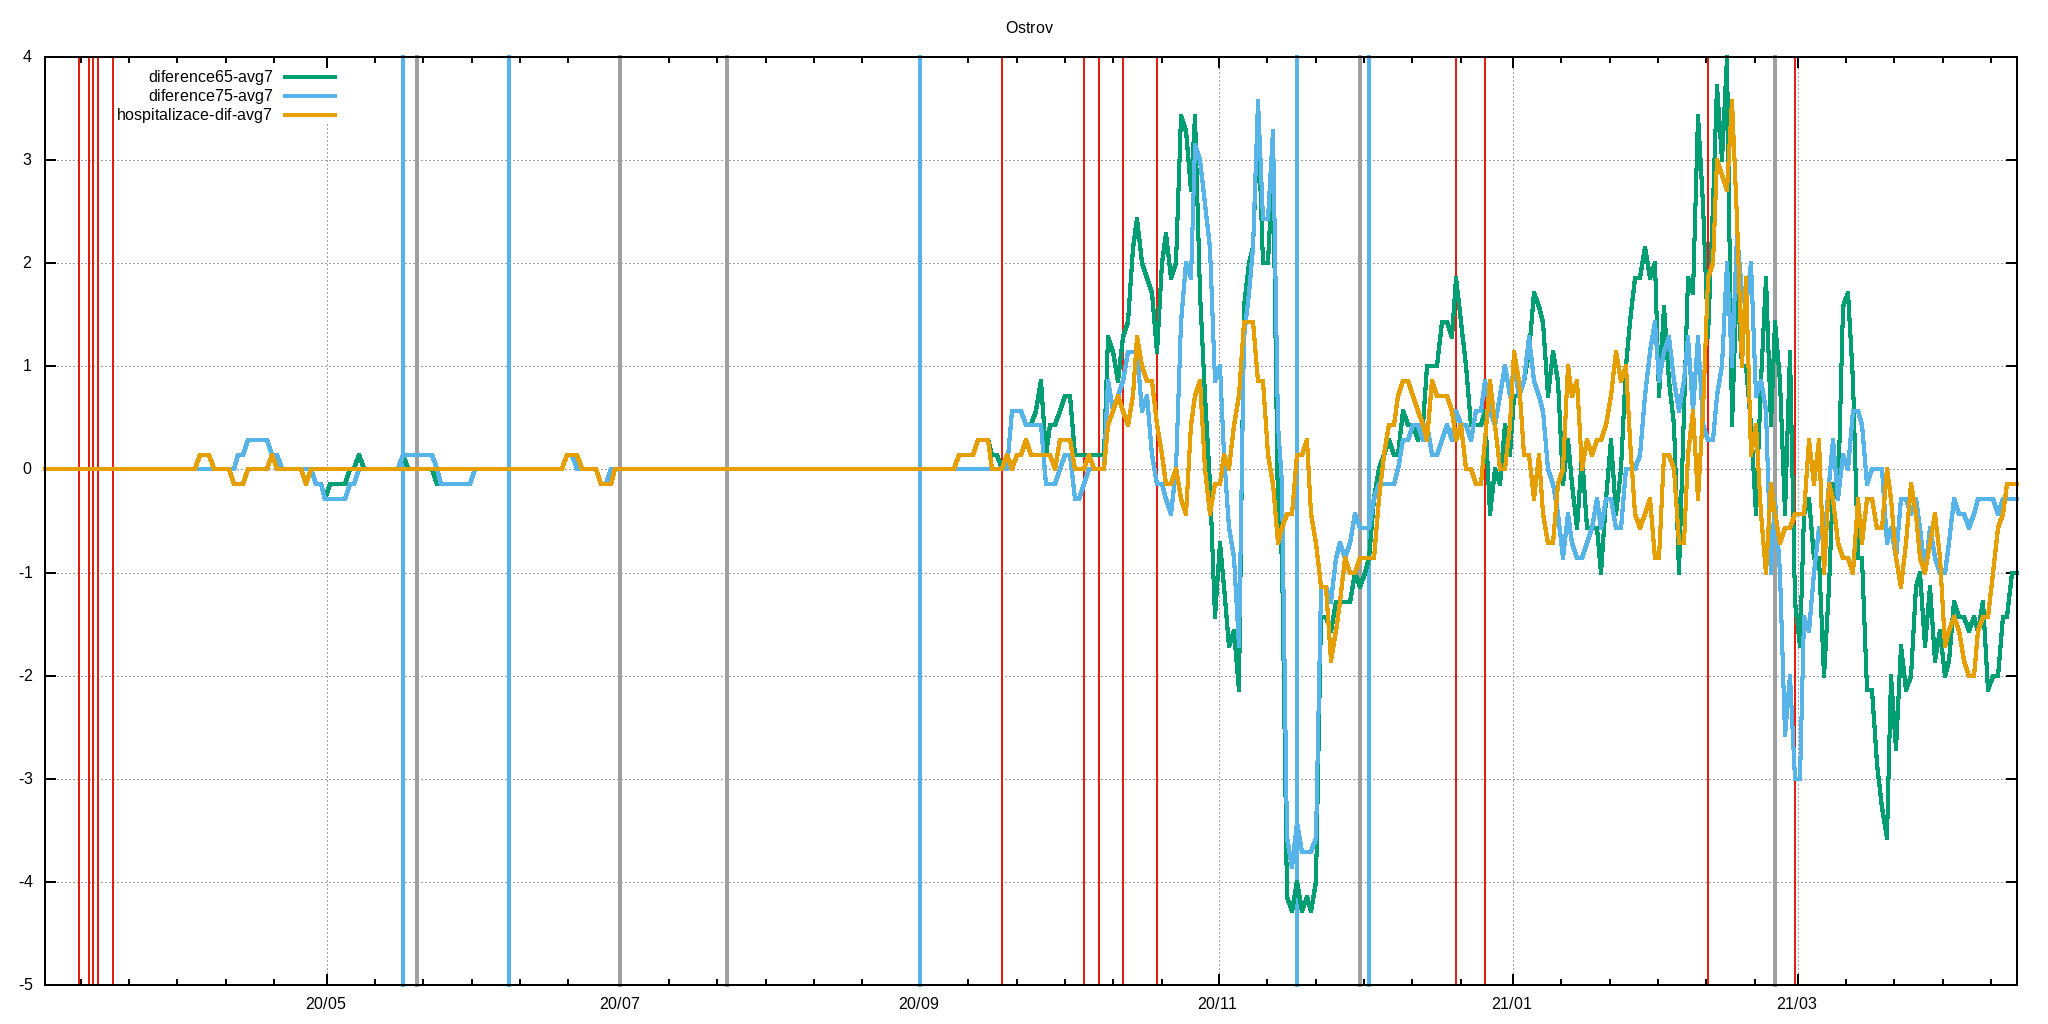 Ostrov
diference65-avg7
diference75-avg7
hospitalizace-dif-avg7
4
3
2
1
0
-1
-2
-3
-4
-5
20/05 20/07 20/09 20/11 21/01 21/03